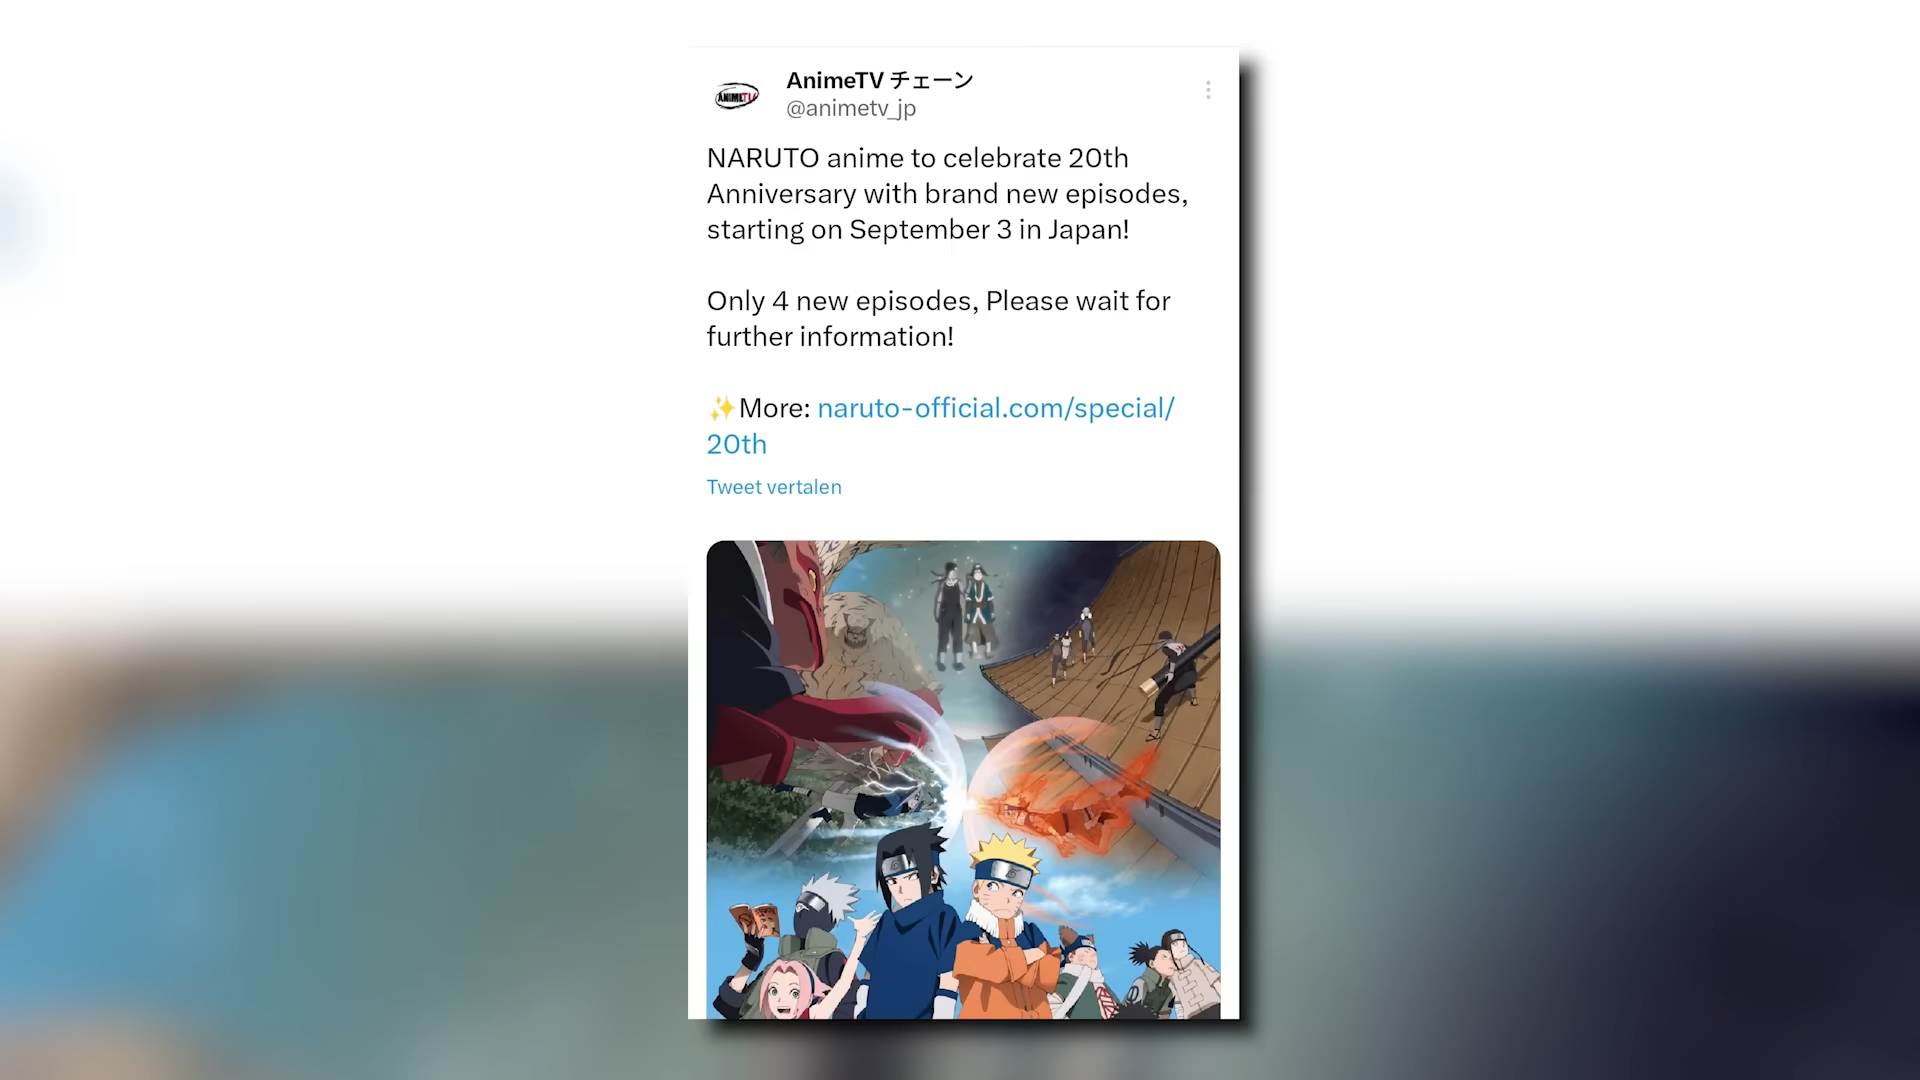 ANIMETV
AnimeTV チェーン
@animetv_jp
NARUTO anime to celebrate 20th
Anniversary with brand new episodes,
starting on September 3 in Japan!
Only 4 new episodes, Please wait for
further information!
✨More: naruto-official.com/special/
20th
Tweet vertalen